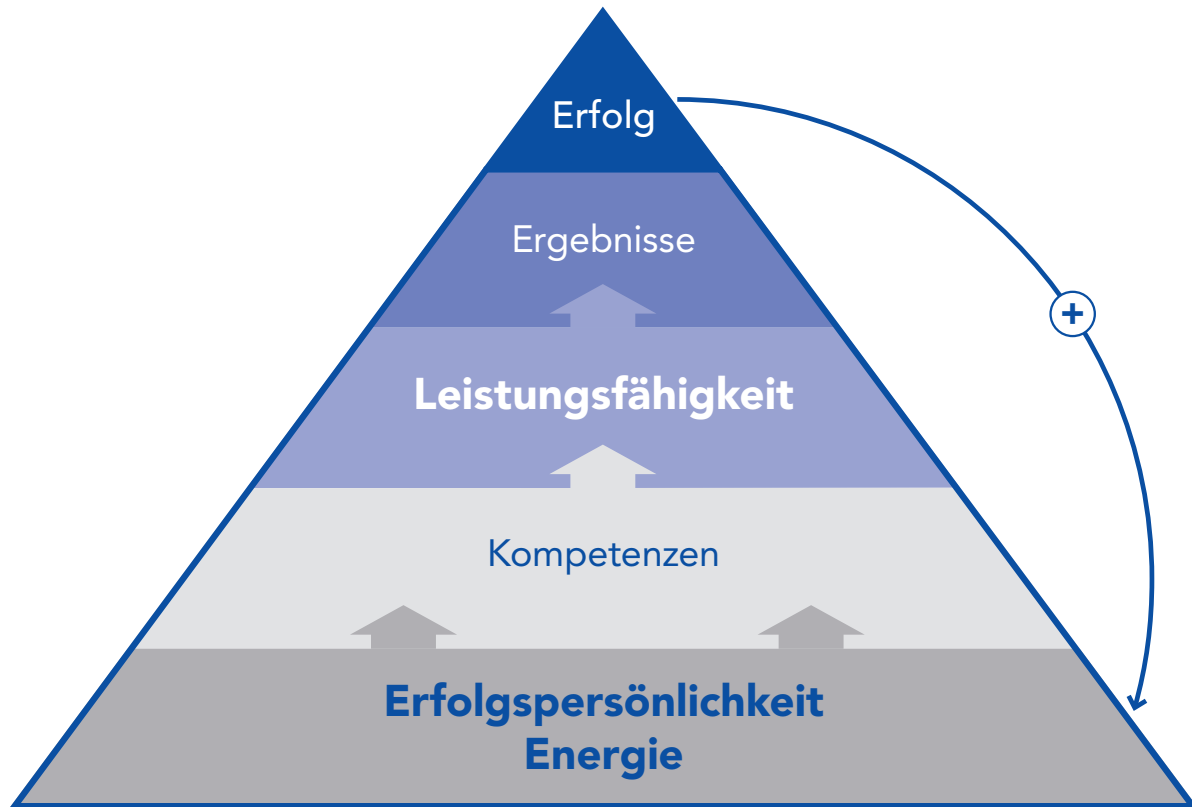 Erfolg
Ergebnisse
+
Leistungsfähigkeit
Kompetenzen
Erfolgspersönlichkeit
Energie